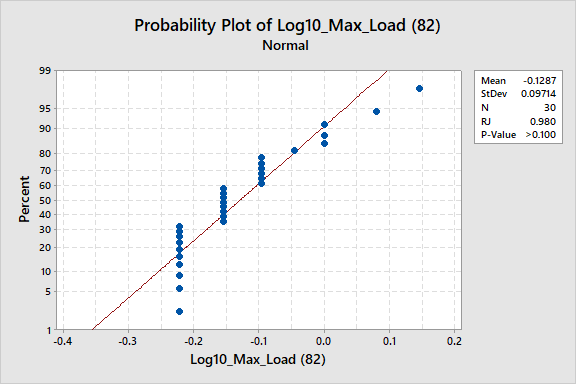 Probability Plot of Log10_Max_Load (82)
Normal
Mean -0.1287
StDev 0.09714
N 30
RJ 0.980
P-Value >0.100
99
95
90
80
70
60
50
40
30
20
10
5
1
Percent
-0.4 -0.3 -0.2 -0.1 0.0 0.1 0.2
Log10_Max_Load (82)